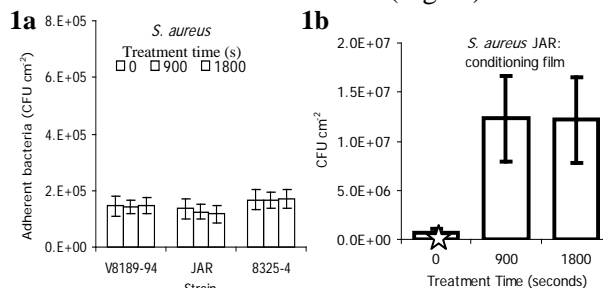 1a
S. aureus
Treatment time (s)
0 900 1800
Adherent bacteria (CFU cm-2)
8.E+05
6.E+05
4.E+05
2.E+05
0.E+00
V8189-94 JAR 8325-4
1b
S. aureus JAR:
conditioning film
CFU cm-2
2.0E+07
1.5E+07
1.0E+07
5.0E+06
0.0E+00
0 900 1800
Treatment Time (seconds)